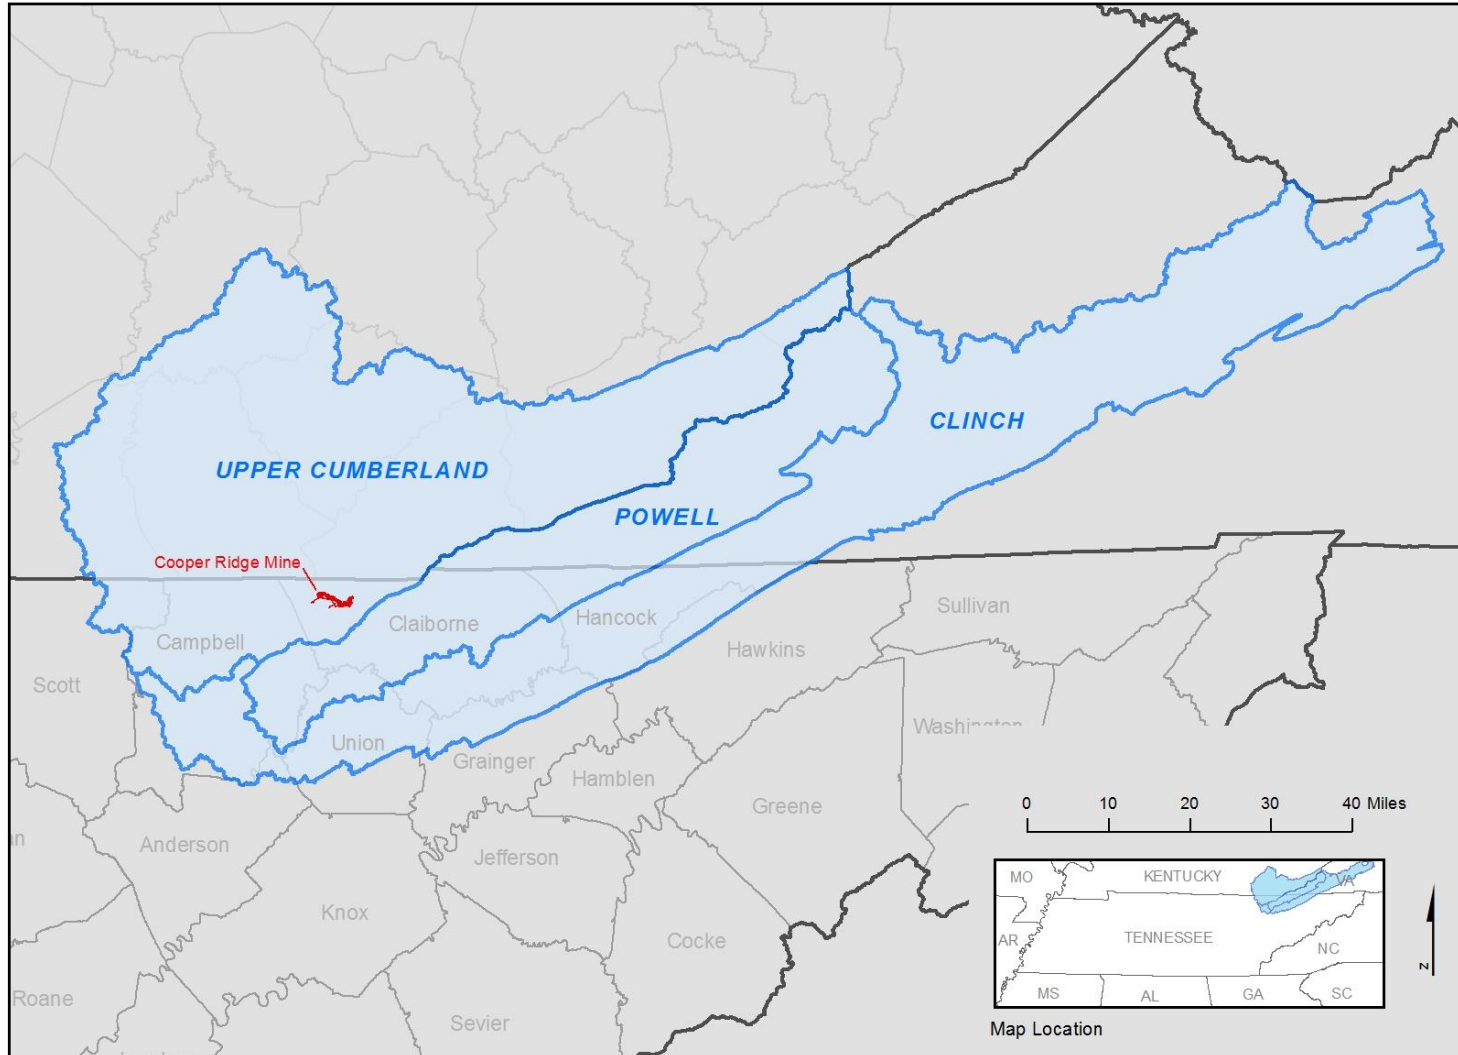 CLINCH
UPPER CUMBERLAND
POWELL
Cooper Ridge Mine
Campbell
Claiborne
Hancock
Sullivan
Hawkins
Scott
Washington
Union
Grainger
Hamblen
Greene
0 10 20 30 40 Miles
Anderson
Jefferson
Knox
Cocke
Roane
Sevier
MO
KENTUCKY
VA
AR
TENNESSEE
NC
MS
AL
GA
SC
N
Map Location